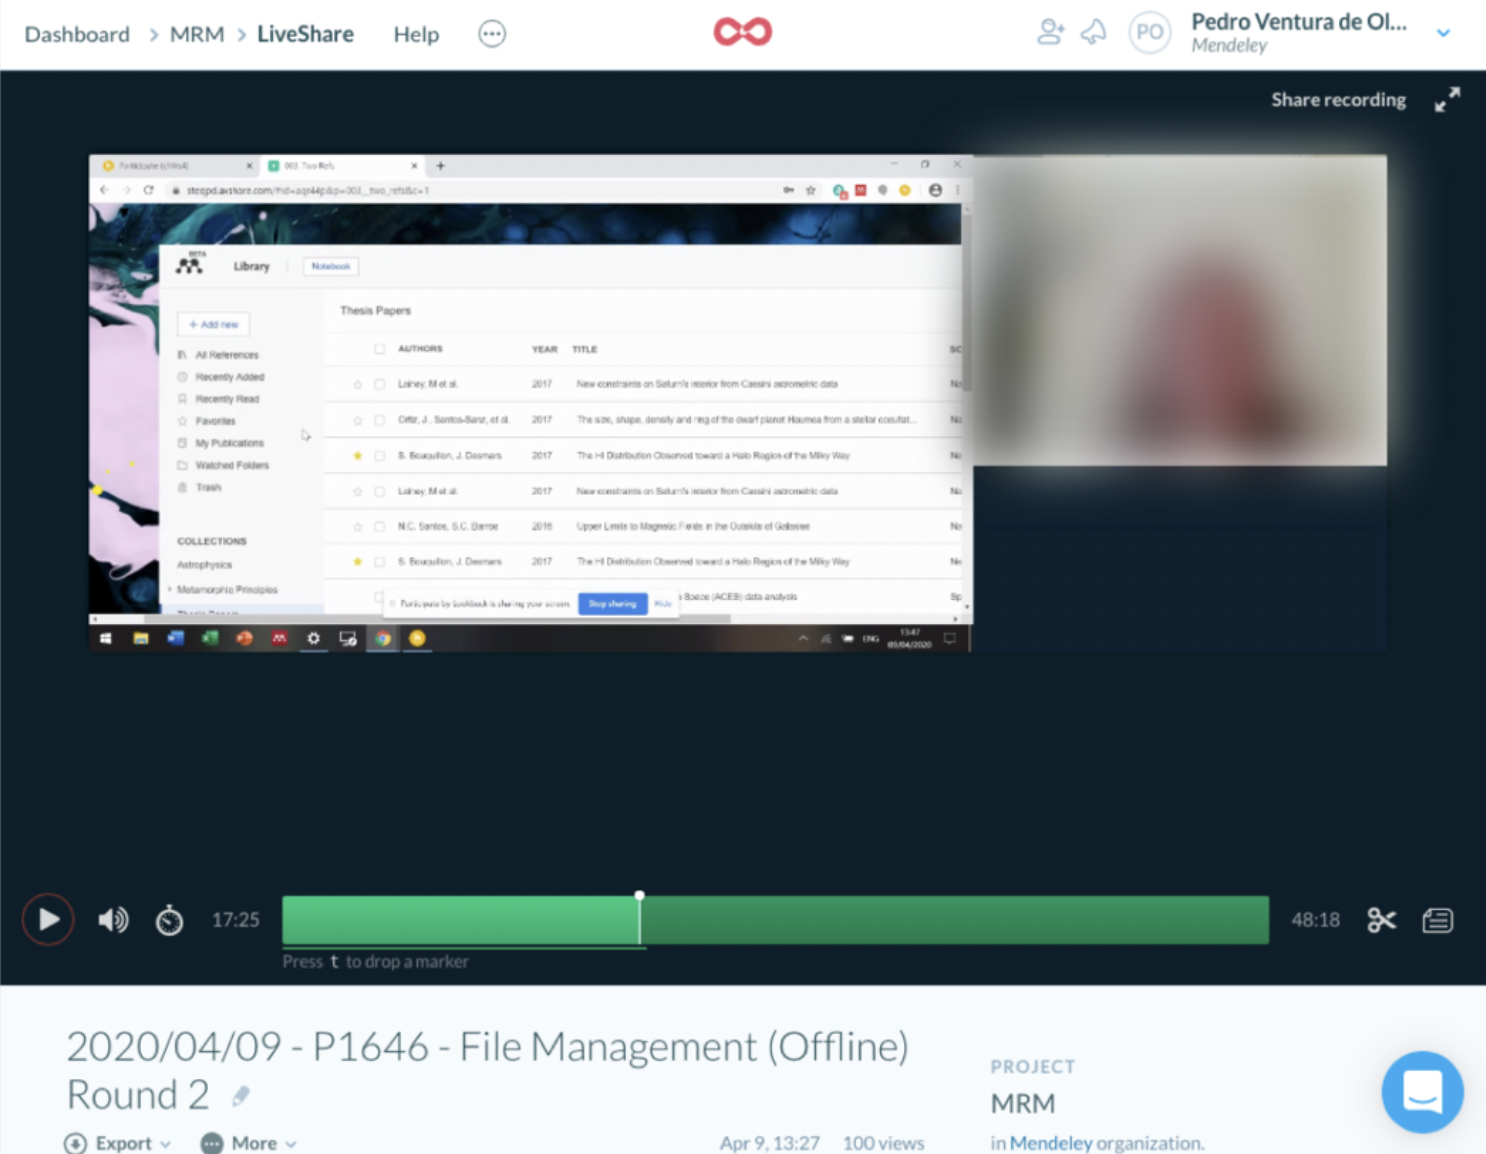 Dashboard > MRM > LiveShare Help
PO Pedro Ventura de Ol...
Mendeley
Share recording
003. Two Refs
BETA
Library Notebook
+ Add new
All References
Recently Added
Recently Read
Favorites
My Publications
Watched Folders
Trash
COLLECTIONS
Astrophysics
Metamorphic Principles
Thesis Papers
Thesis Papers
AUTHORS YEAR TITLE SO
Lainey, M et al. 2017 New constraints on Saturn's interior from Cassini astrometric data Na
Ortiz, J., Santos-Sanz, et al. 2017 The size, shape, density and ring of the dwarf planet Haumea from a stellar occultat... Na
S. Bouquillon, J. Desmars 2017 The HI Distribution Observed toward a Halo Region of the Milky Way
Lainey, M et al. 2017 New constraints on Saturn's interior from Cassini astrometric data Na
N.C. Santos, S.C. Barros 2016 Upper Limits to Magnetic Fields in the Outskirts of Galaxies
S. Bouquillon, J. Desmars 2017 The HI Distribution Observed toward a Halo Region of the Milky Way
Space (ACES) data analysis Sp
Participate by Lookback is sharing your screen. Stop sharing Hide
ENG
13:47
09/04/2020
17:25
48:18
Press t to drop a marker
2020/04/09 - P1646 - File Management (Offline)
Round 2
Export More
Apr 9, 13:27 100 views
PROJECT
MRM
in Mendeley organization.